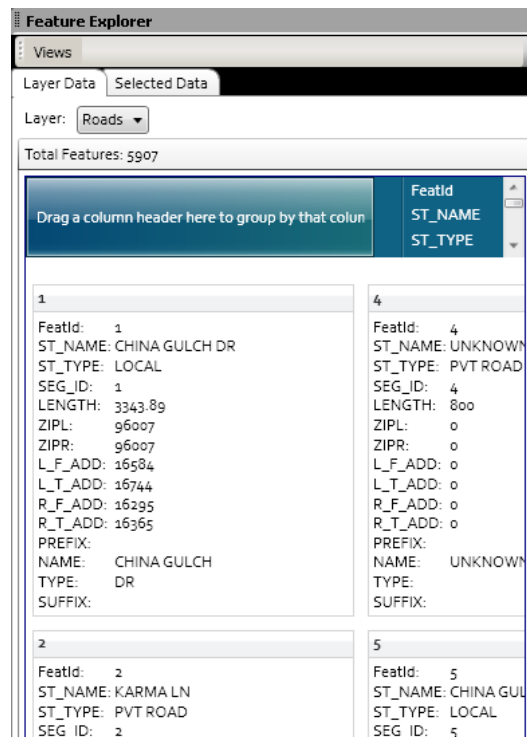 Feature Explorer
Views
Layer Data Selected Data
Layer: Roads
Total Features: 5907
Drag a column header here to group by that colun
FeatId
ST_NAME
ST_TYPE
1
FeatId: 1
ST_NAME: CHINA GULCH DR
ST_TYPE: LOCAL
SEG_ID: 1
LENGTH: 3343.89
ZIPL: 96007
ZIPR: 96007
L_F_ADD: 16584
L_T_ADD: 16744
R_F_ADD: 16295
R_T_ADD: 16365
PREFIX:
NAME: CHINA GULCH
TYPE: DR
SUFFIX:
4
FeatId: 4
ST_NAME: UNKNOWN
ST_TYPE: PVT ROAD
SEG_ID: 4
LENGTH: 800
ZIPL: 0
ZIPR: 0
L_F_ADD: 0
L_T_ADD: 0
R_F_ADD: 0
R_T_ADD: 0
PREFIX:
NAME: UNKNOWN
TYPE:
SUFFIX:
2
FeatId: 2
ST_NAME: KARMA LN
ST_TYPE: PVT ROAD
SEG_ID: 2
5
FeatId: 5
ST_NAME: CHINA GUL
ST_TYPE: LOCAL
SEG_ID: 5